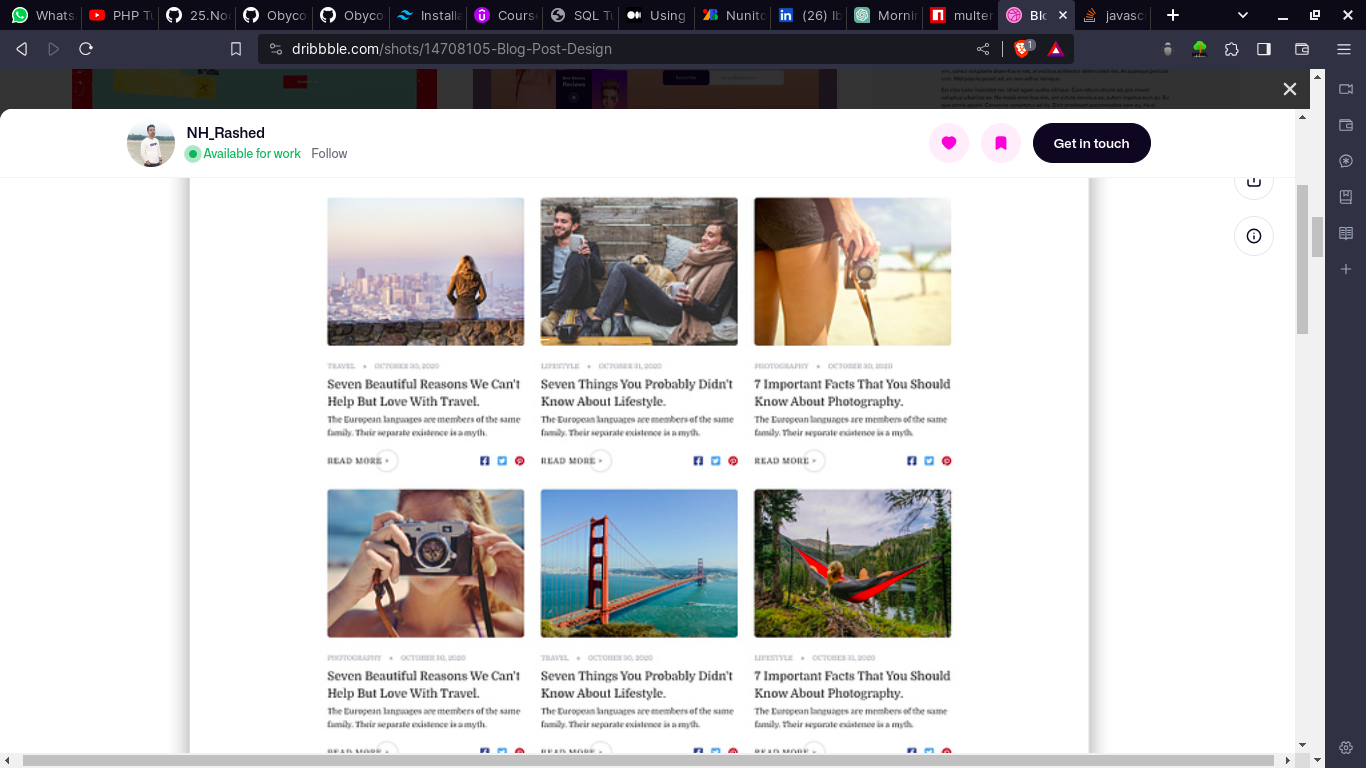 Whats
PHP Tu
25.No
Obyco
Obyco
Installa
Cours
SQL Tu
Using
Nunito
(26) Ib
Mornir
multer
Blo
javasc
dribbble.com/shots/14708105-Blog-Post-Design
1
NH_Rashed
Available for work Follow
Get in touch
TRAVEL • OCTOBER 30, 2020
Seven Beautiful Reasons We Can't
Help But Love With Travel.
The European languages are members of the same
family. Their separate existence is a myth.
READ MORE
LIFESTYLE • OCTOBER 31, 2020
Seven Things You Probably Didn't
Know About Lifestyle.
The European languages are members of the same
family. Their separate existence is a myth.
READ MORE
PHOTOGRAPHY • OCTOBER 30, 2020
7 Important Facts That You Should
Know About Photography.
The European languages are members of the same
family. Their separate existence is a myth.
READ MORE
PHOTOGRAPHY • OCTOBER 30, 2020
Seven Beautiful Reasons We Can't
Help But Love With Travel.
The European languages are members of the same
family. Their separate existence is a myth.
READ MORE
TRAVEL • OCTOBER 30, 2020
Seven Things You Probably Didn't
Know About Lifestyle.
The European languages are members of the same
family. Their separate existence is a myth.
READ MORE
LIFESTYLE • OCTOBER 31, 2020
7 Important Facts That You Should
Know About Photography.
The European languages are members of the same
family. Their separate existence is a myth.
READ MORE